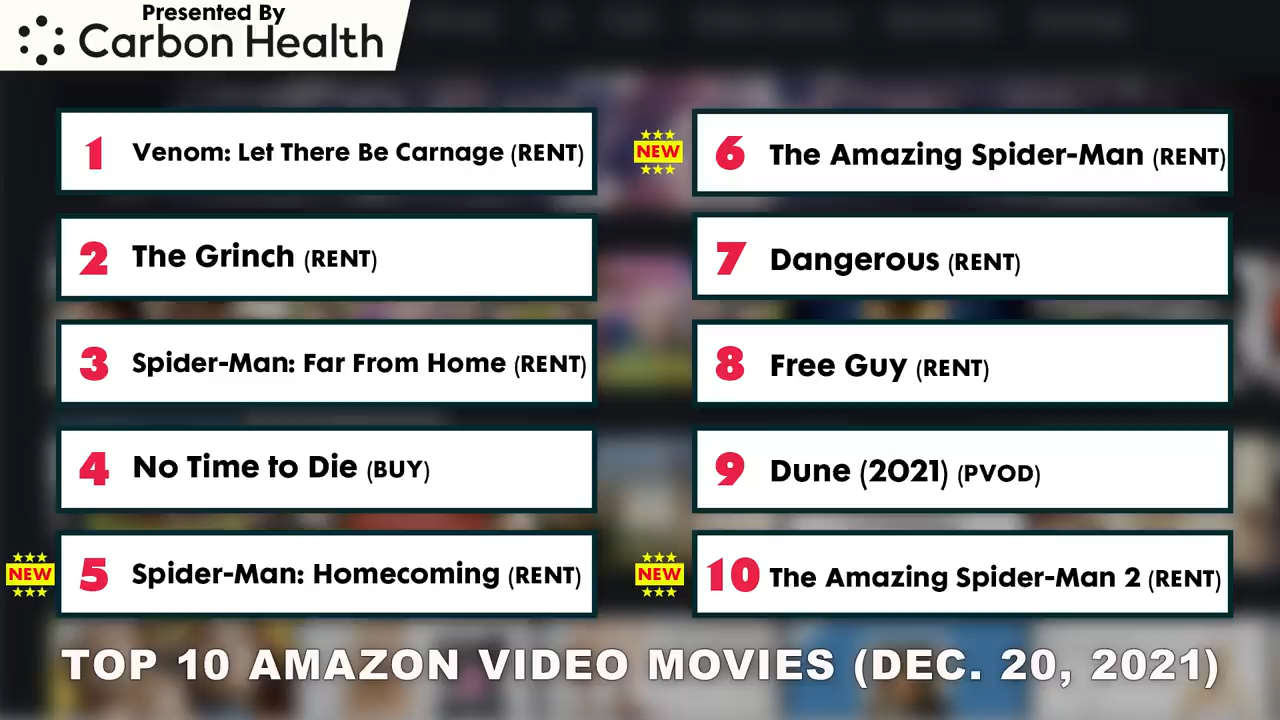 Presented By
Carbon Health
1 Venom: Let There Be Carnage (RENT)
2 The Grinch (RENT)
3 Spider-Man: Far From Home (RENT)
4 No Time to Die (BUY)
NEW
5 Spider-Man: Homecoming (RENT)
NEW
6 The Amazing Spider-Man (RENT)
7 Dangerous (RENT)
8 Free Guy (RENT)
9 Dune (2021) (PVOD)
NEW
10 The Amazing Spider-Man 2 (RENT)
TOP 10 AMAZON VIDEO MOVIES (DEC. 20, 2021)